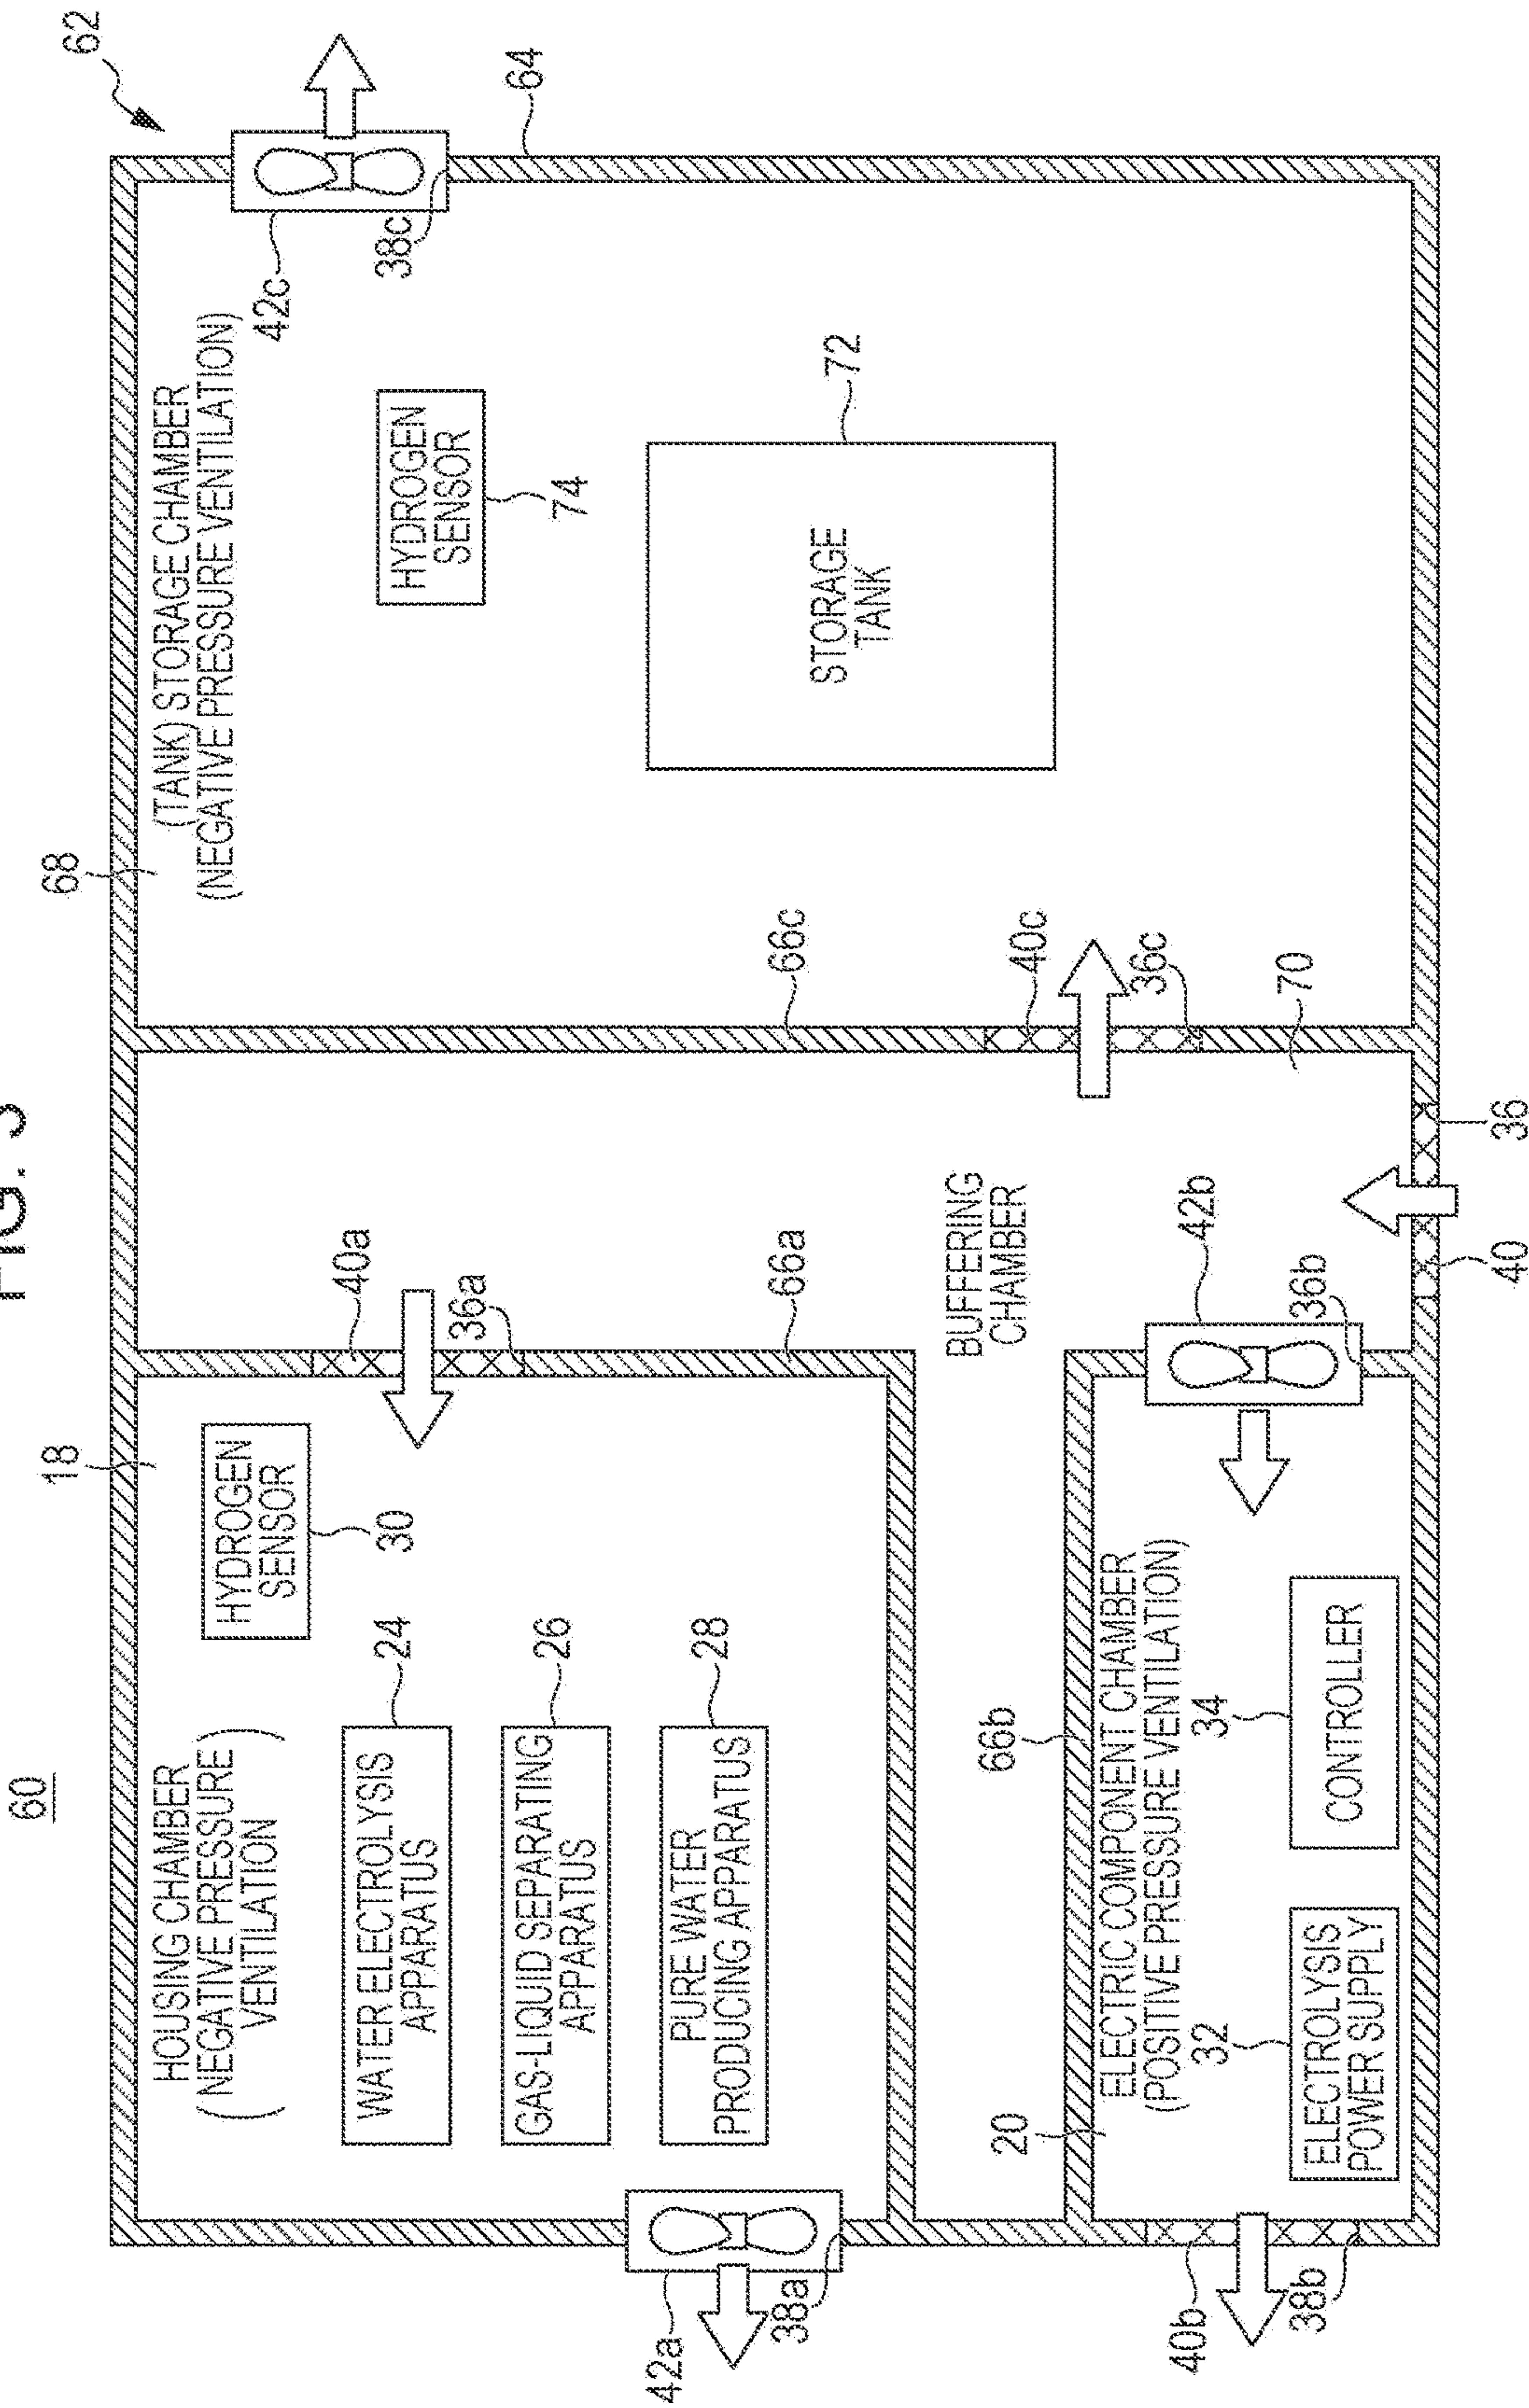 FIG. 3
60
62
18
68
64
HOUSING CHAMBER
(NEGATIVE PRESSURE
VENTILATION)
HYDROGEN
SENSOR
30
40a
36a
WATER ELECTROLYSIS
APPARATUS
24
GAS-LIQUID SEPARATING
APPARATUS
26
PURE WATER
PRODUCING APPARATUS
28
66a
42a
38a
(TANK) STORAGE CHAMBER
(NEGATIVE PRESSURE VENTILATION)
42c
38c
HYDROGEN
SENSOR
74
STORAGE
TANK
72
66c
40c
36c
70
BUFFERING
CHAMBER
66b
20
ELECTRIC COMPONENT CHAMBER
(POSITIVE PRESSURE VENTILATION)
42b
36b
32
34
ELECTROLYSIS
POWER SUPPLY
CONTROLLER
40b
38b
40
36